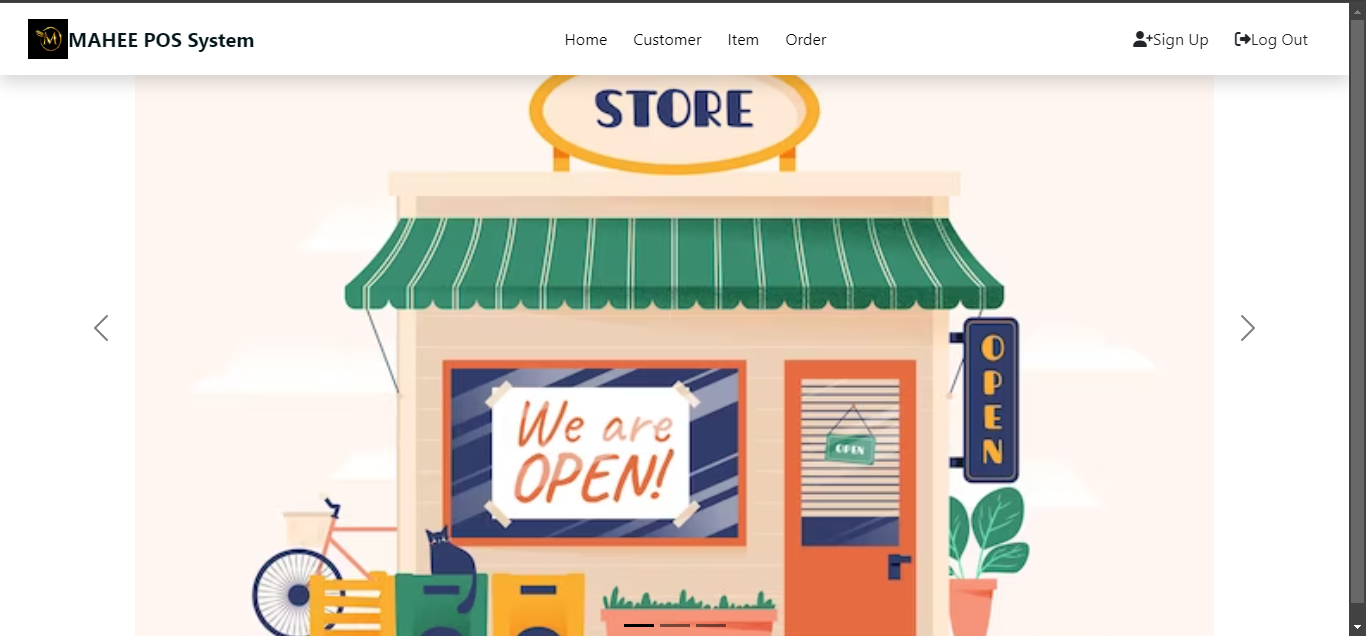 MAHEE POS System
Home Customer Item Order
Sign Up Log Out
STORE
We are
OPEN!
OPEN
OPEN